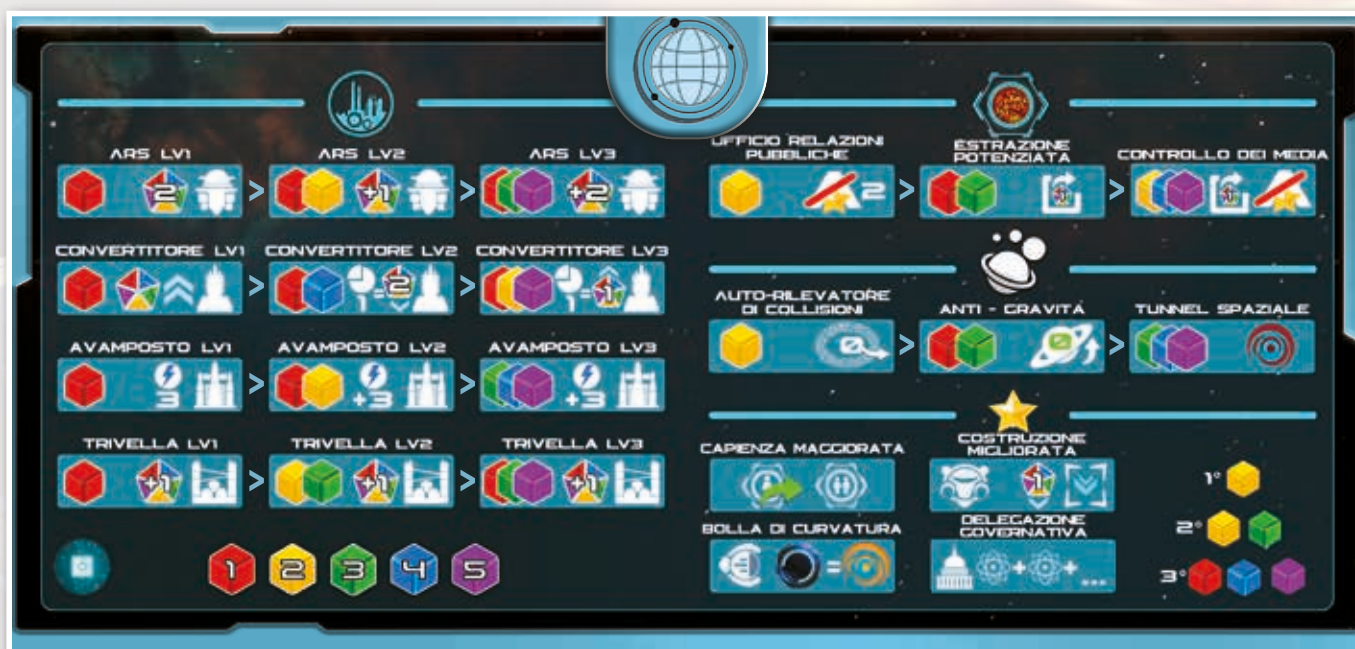 ARS LV1
ARS LV2
ARS LV3
2
+1
+2
CONVERTITORE LV1
CONVERTITORE LV2
CONVERTITORE LV3
= 2
= 1
AVAMPOSTO LV1
AVAMPOSTO LV2
AVAMPOSTO LV3
3
+3
+3
TRIVELLA LV1
TRIVELLA LV2
TRIVELLA LV3
+1
+1
+1
1 2 3 4 5
UFFICIO RELAZIONI
PUBBLICHE
2
ESTRAZIONE
POTENZIATA
CONTROLLO DEI MEDIA
AUTO-RILEVATORE
DI COLLISIONI
0
ANTI - GRAVITÀ
0
TUNNEL SPAZIALE
CAPIENZA MAGGIORATA
COSTRUZIONE
MIGLIORATA
1
BOLLA DI CURVATURA
=
DELEGAZIONE
GOVERNATIVA
+ + ...
1°
2°
3°